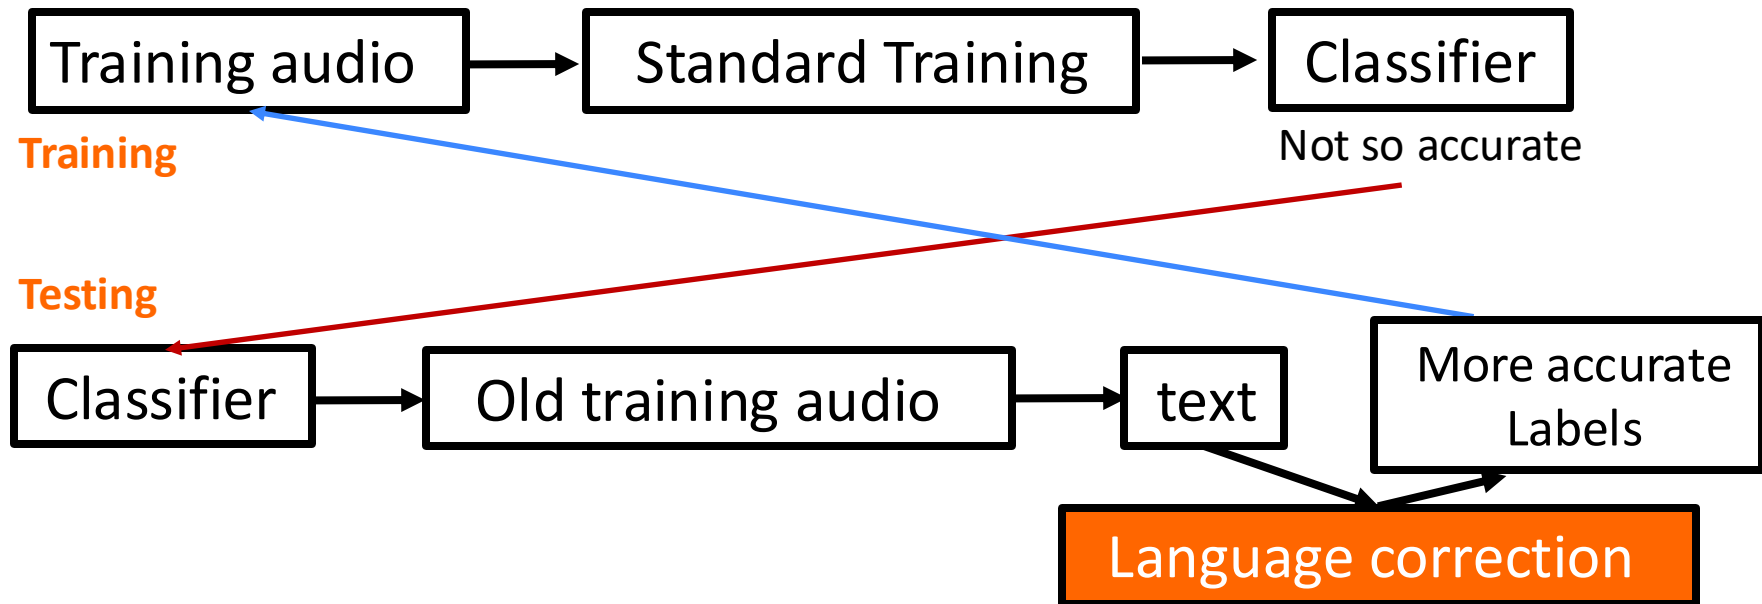 Training audio
Standard Training
Classifier
Training
Not so accurate
Testing
Classifier
Old training audio
text
More accurate
Labels
Language correction